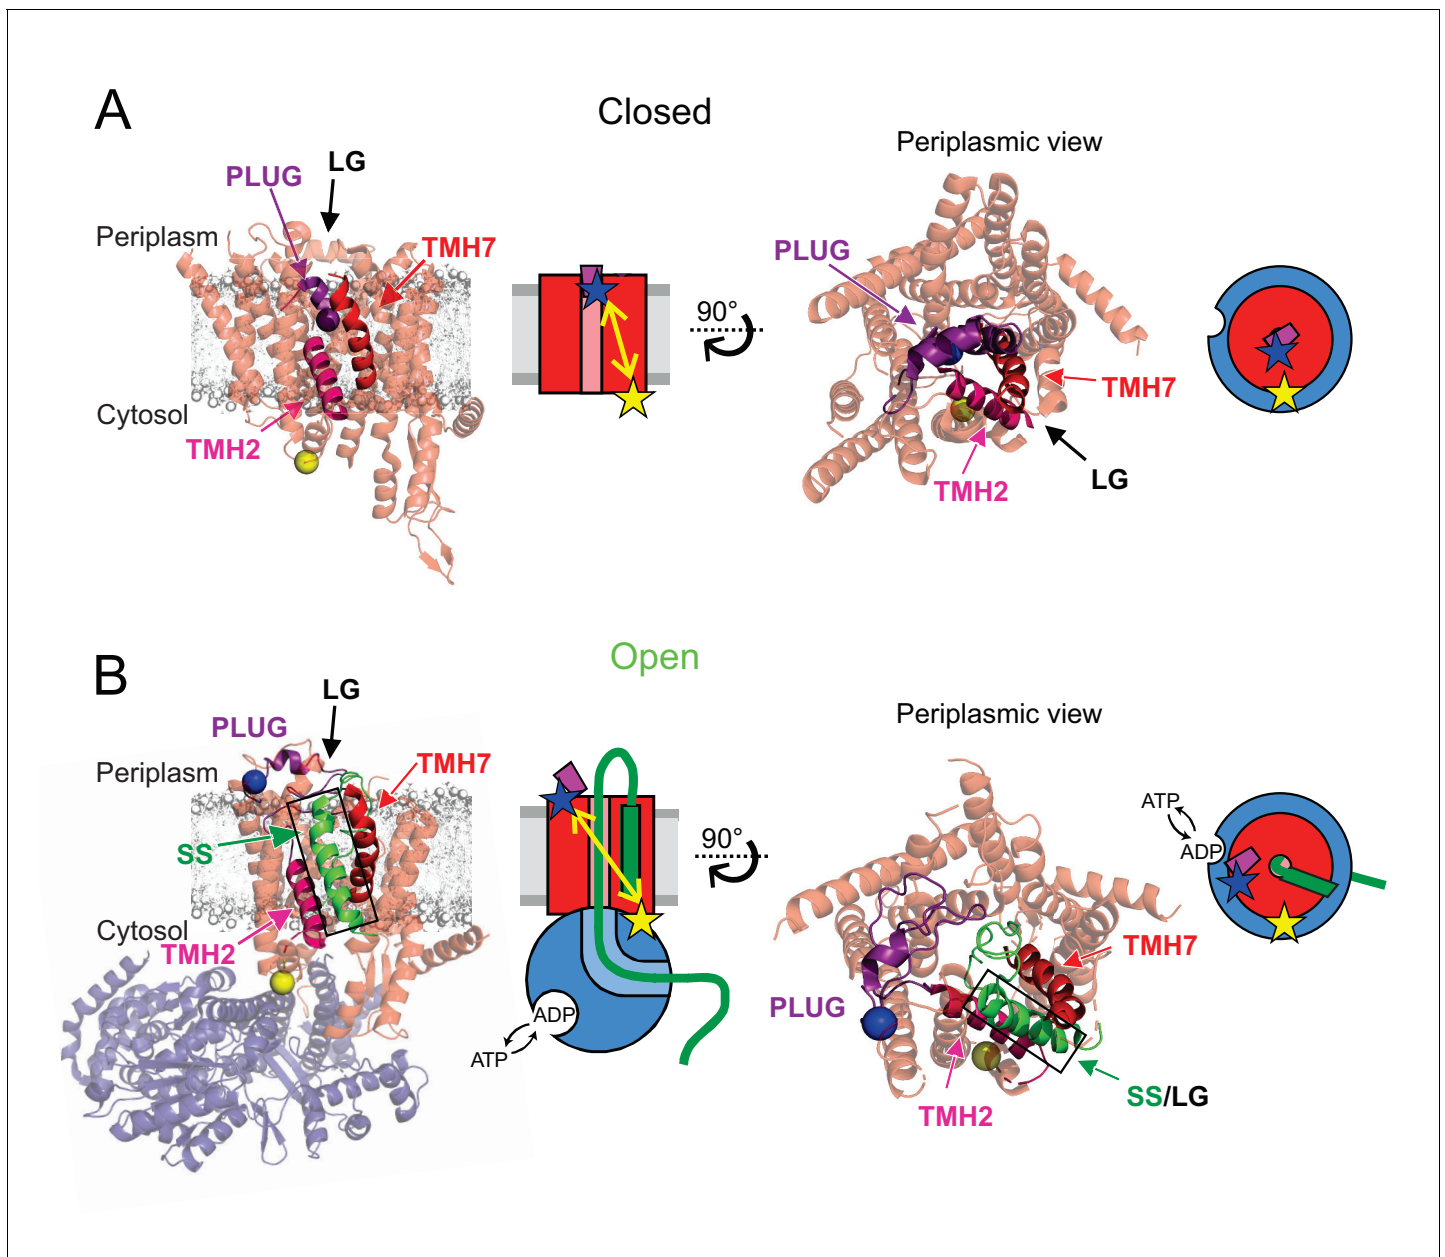 A
Closed
PLUG
LG
Periplasm
TMH7
Cytosol
TMH2
90°
Periplasmic view
PLUG
TMH7
TMH2
LG
B
Open
LG
PLUG
Periplasm
TMH7
SS
Cytosol
TMH2
ADP
ATP
90°
Periplasmic view
ATP
ADP
TMH7
PLUG
SS/LG
TMH2